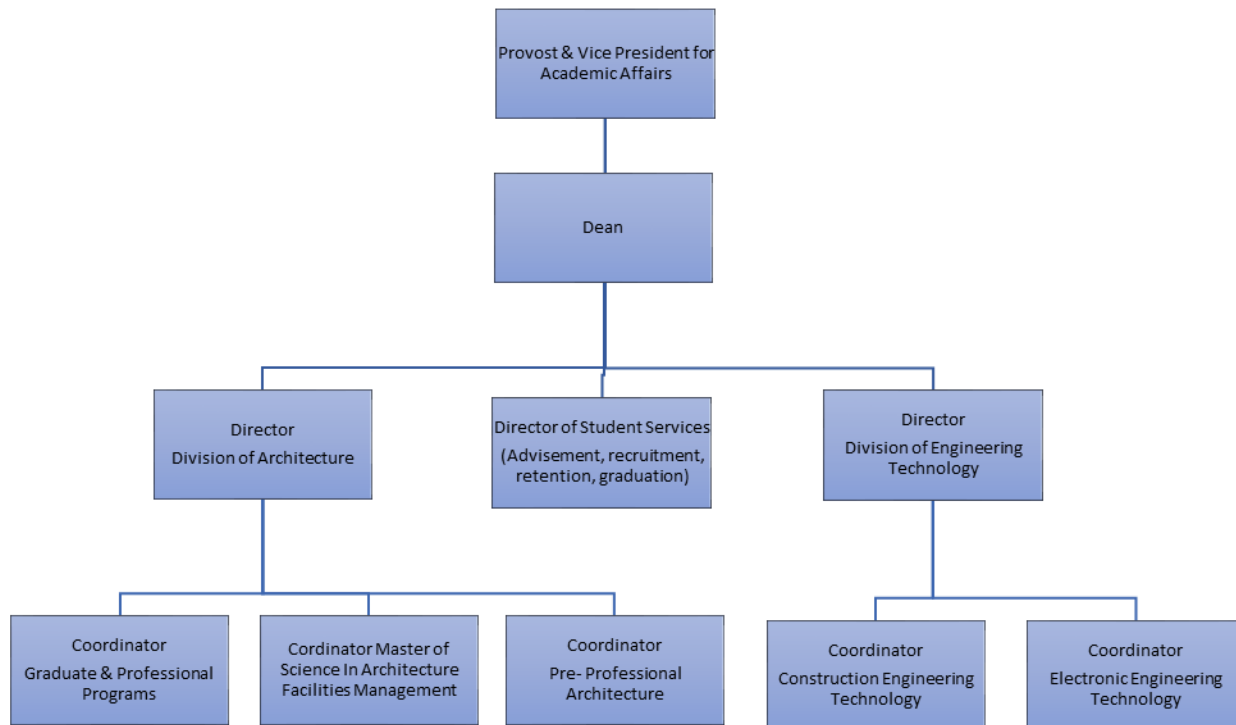 Provost & Vice President for
Academic Affairs
Dean
Director
Division of Architecture
Director of Student Services
(Advisement, recruitment,
retention, graduation)
Director
Division of Engineering
Technology
Coordinator
Graduate & Professional
Programs
Cordinator Master of
Science In Architecture
Facilities Management
Coordinator
Pre- Professional
Architecture
Coordinator
Construction Engineering
Technology
Coordinator
Electronic Engineering
Technology